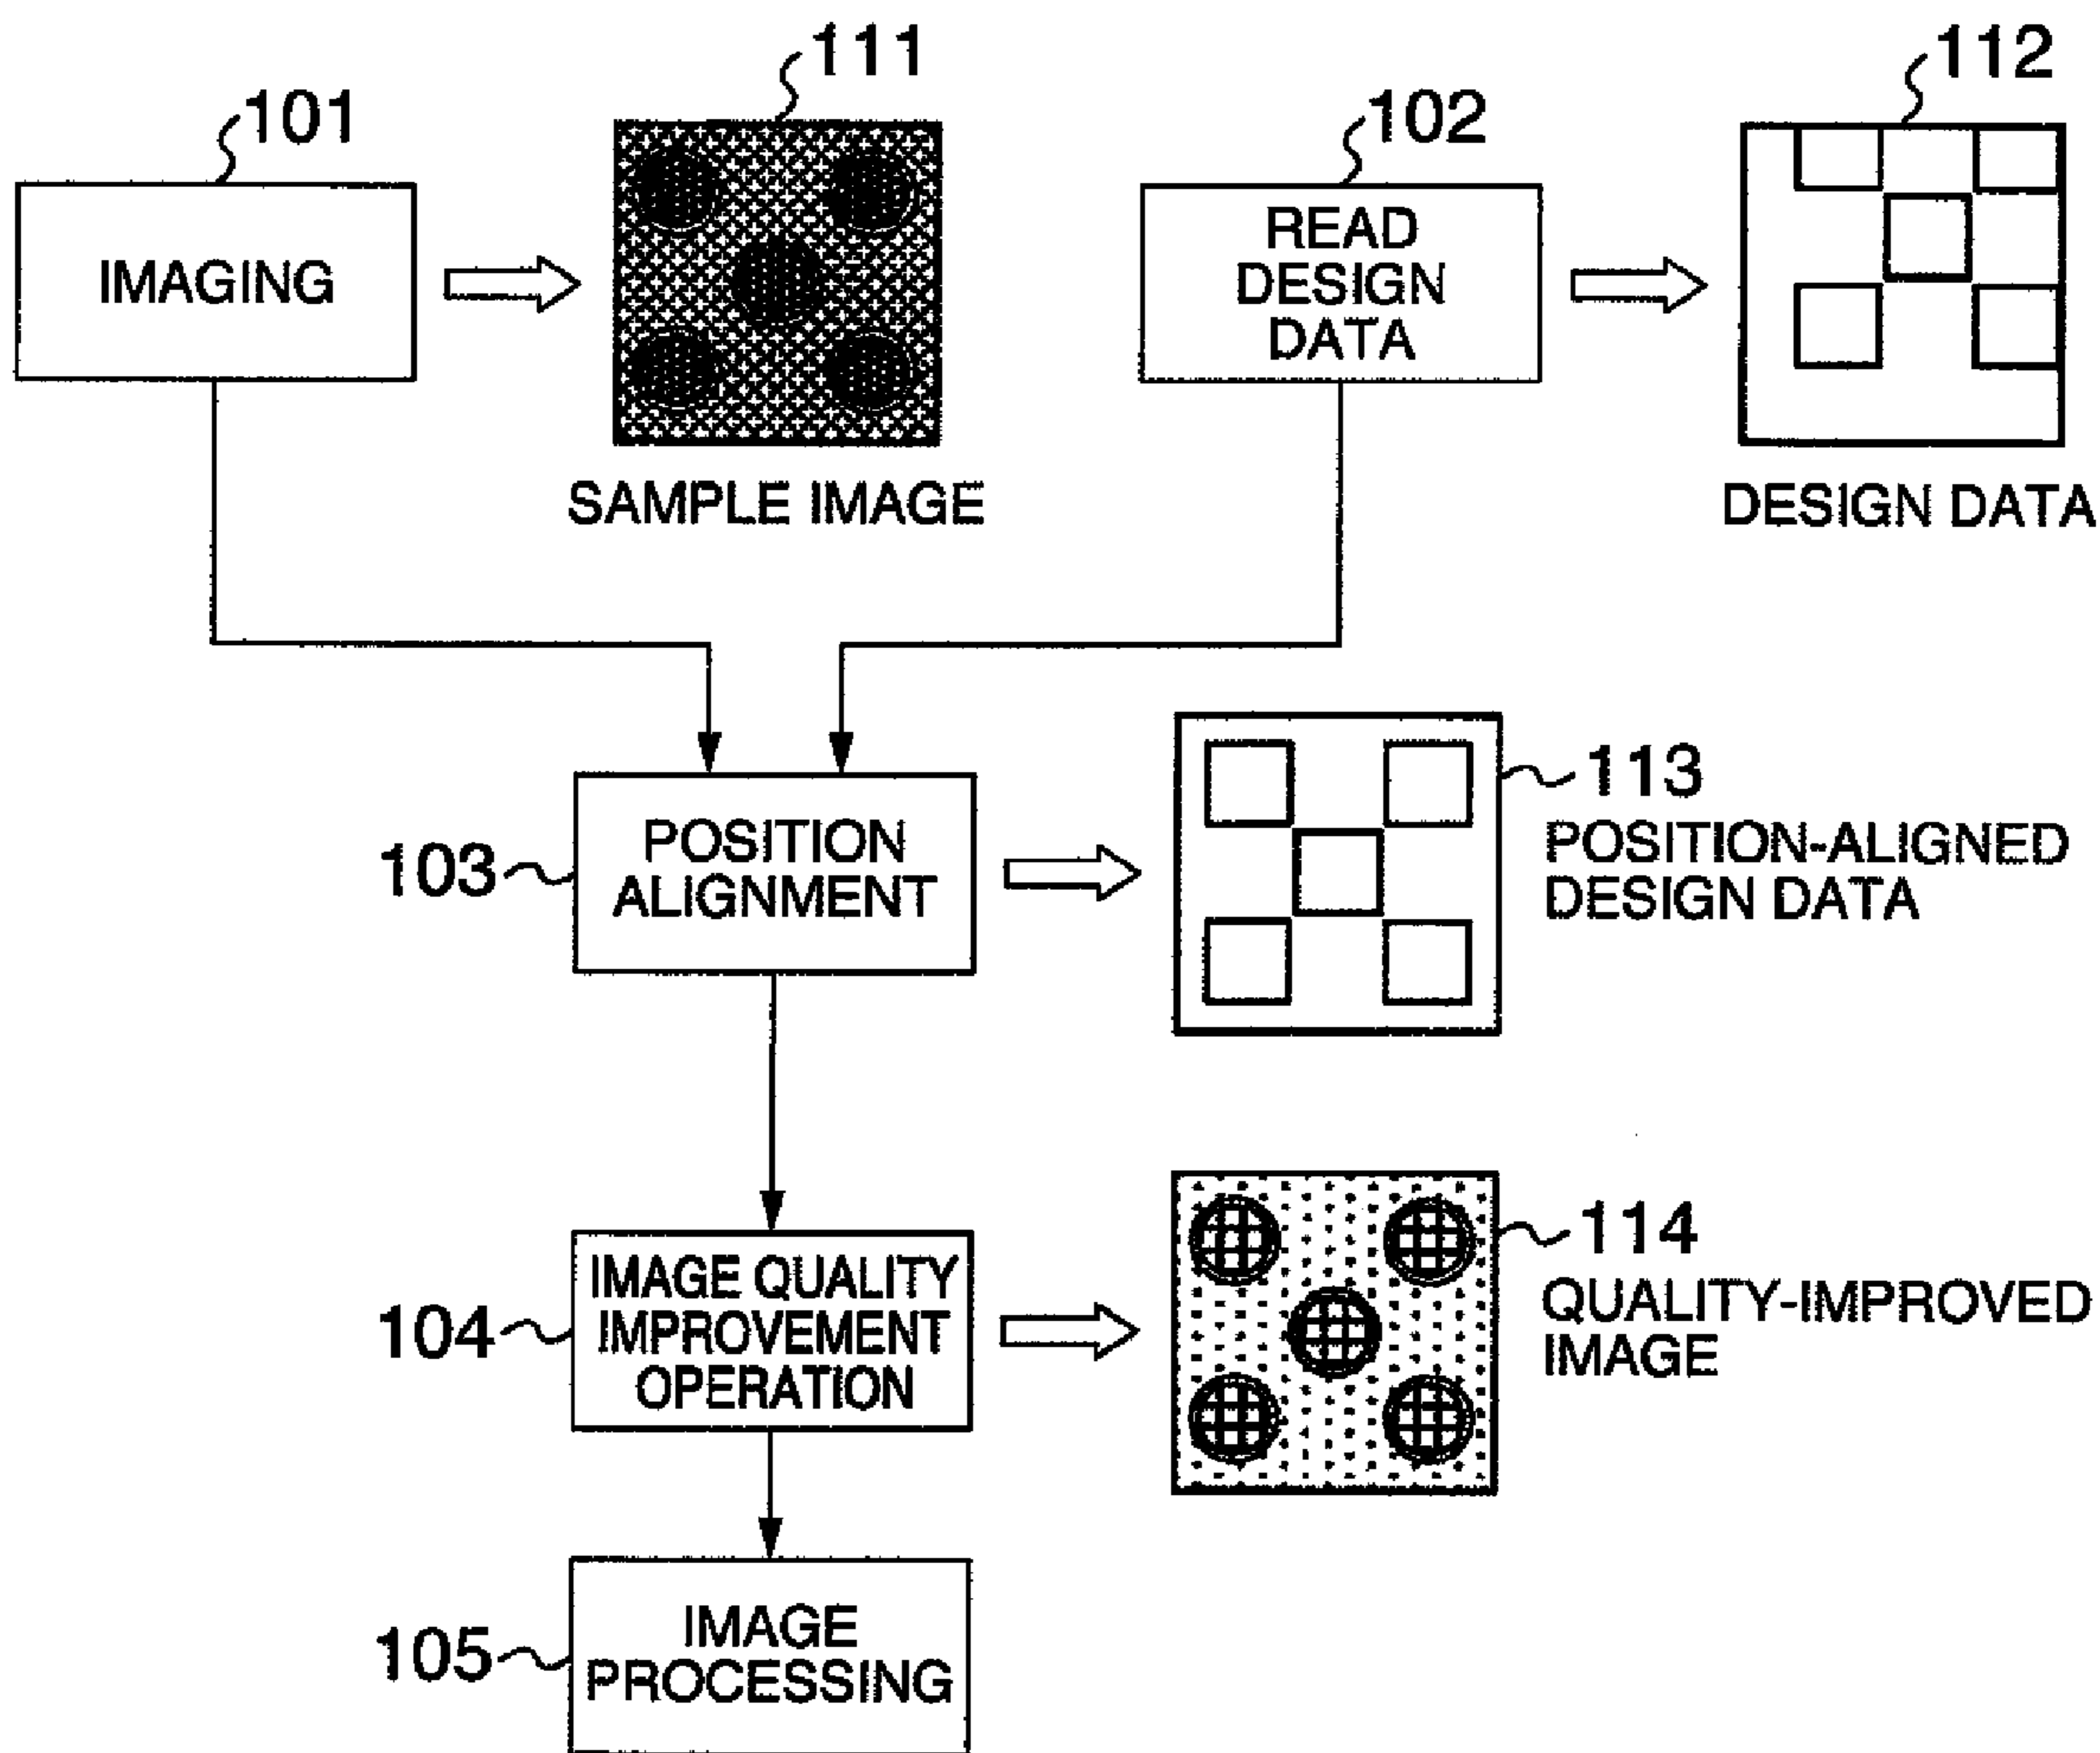 111
112
101
102
IMAGING
READ
DESIGN
DATA
SAMPLE IMAGE
DESIGN DATA
103
POSITION
ALIGNMENT
113
POSITION-ALIGNED
DESIGN DATA
104
IMAGE QUALITY
IMPROVEMENT
OPERATION
114
QUALITY-IMPROVED
IMAGE
105
IMAGE
PROCESSING